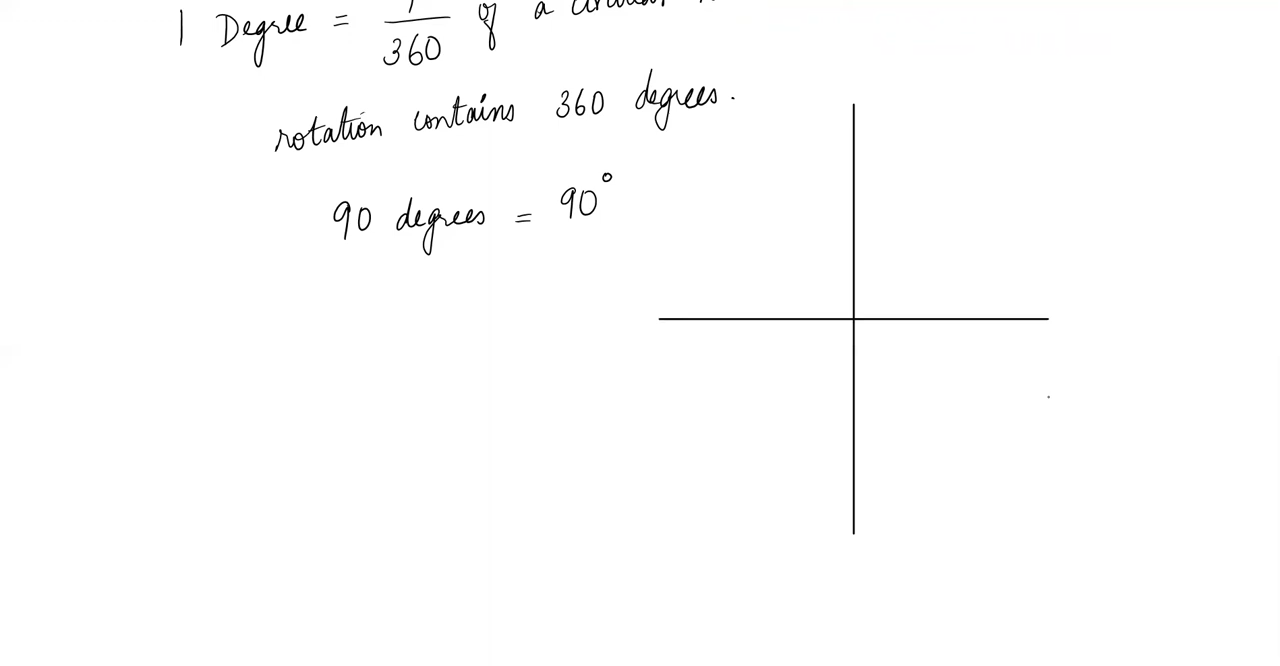 1 Degree = 1/360 of a
rotation contains 360 degrees.
90 degrees = 90°